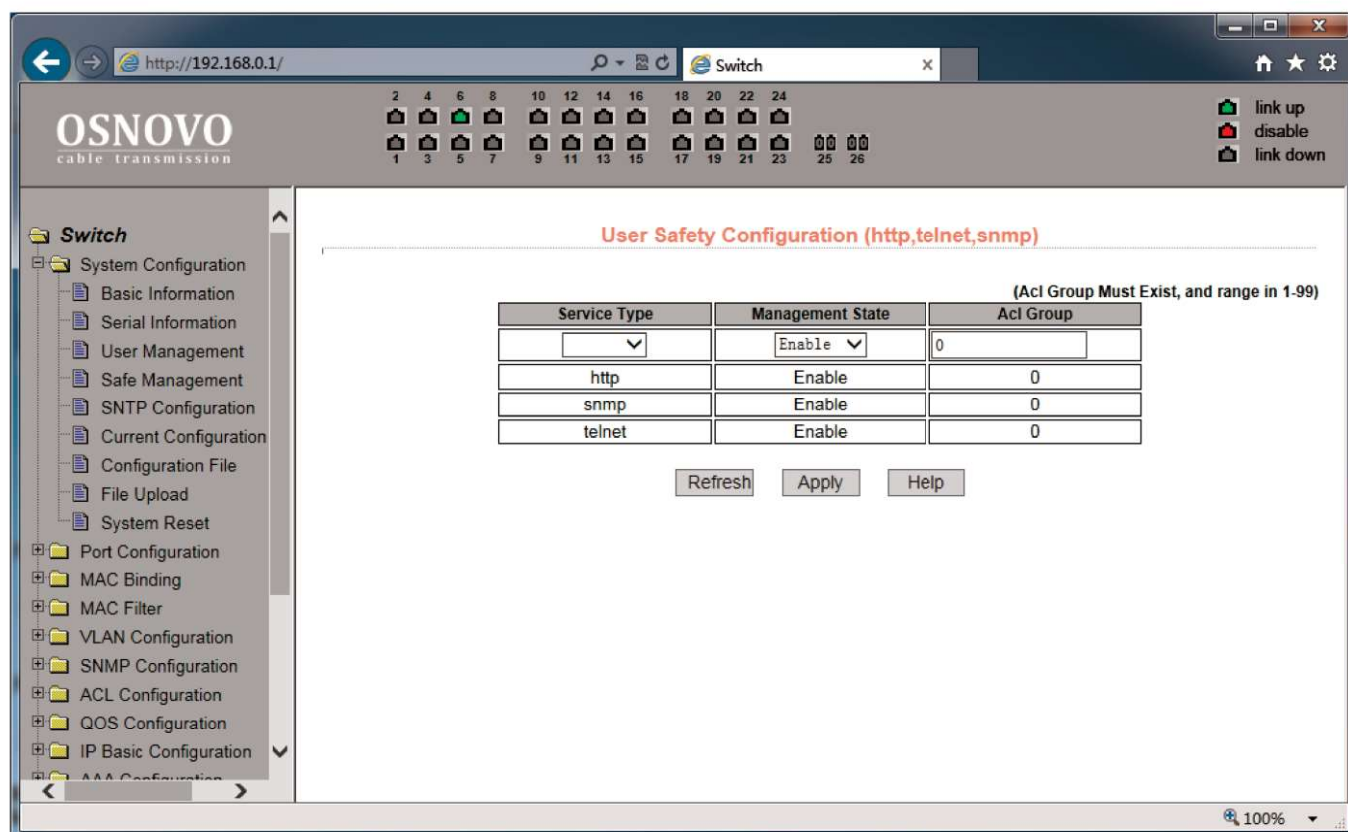 http://192.168.0.1/
Switch
OSNOVO
cable transmission
2 4 6 8 10 12 14 16 18 20 22 24
1 3 5 7 9 11 13 15 17 19 21 23 25 26
link up
disable
link down
Switch
System Configuration
Basic Information
Serial Information
User Management
Safe Management
SNTP Configuration
Current Configuration
Configuration File
File Upload
System Reset
Port Configuration
MAC Binding
MAC Filter
VLAN Configuration
SNMP Configuration
ACL Configuration
QOS Configuration
IP Basic Configuration
AAA Configuration
User Safety Configuration (http,telnet,snmp)
(Acl Group Must Exist, and range in 1-99)
Service Type Management State Acl Group
Enable 0
http Enable 0
snmp Enable 0
telnet Enable 0
Refresh Apply Help
100%